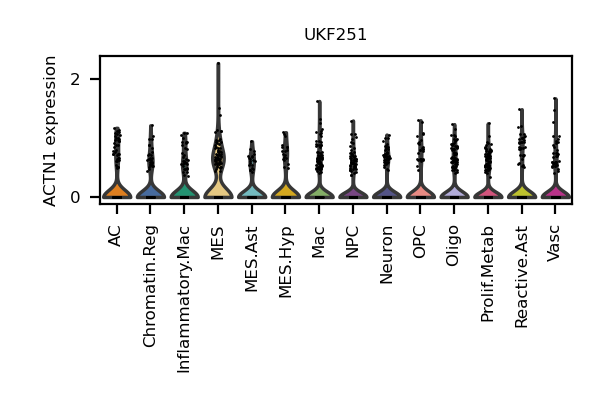 UKF251
ACTN1 expression
2
0
AC
Chromatin.Reg
Inflammatory.Mac
MES
MES.Ast
MES.Hyp
Mac
NPC
Neuron
OPC
Oligo
Prolif.Metab
Reactive.Ast
Vasc